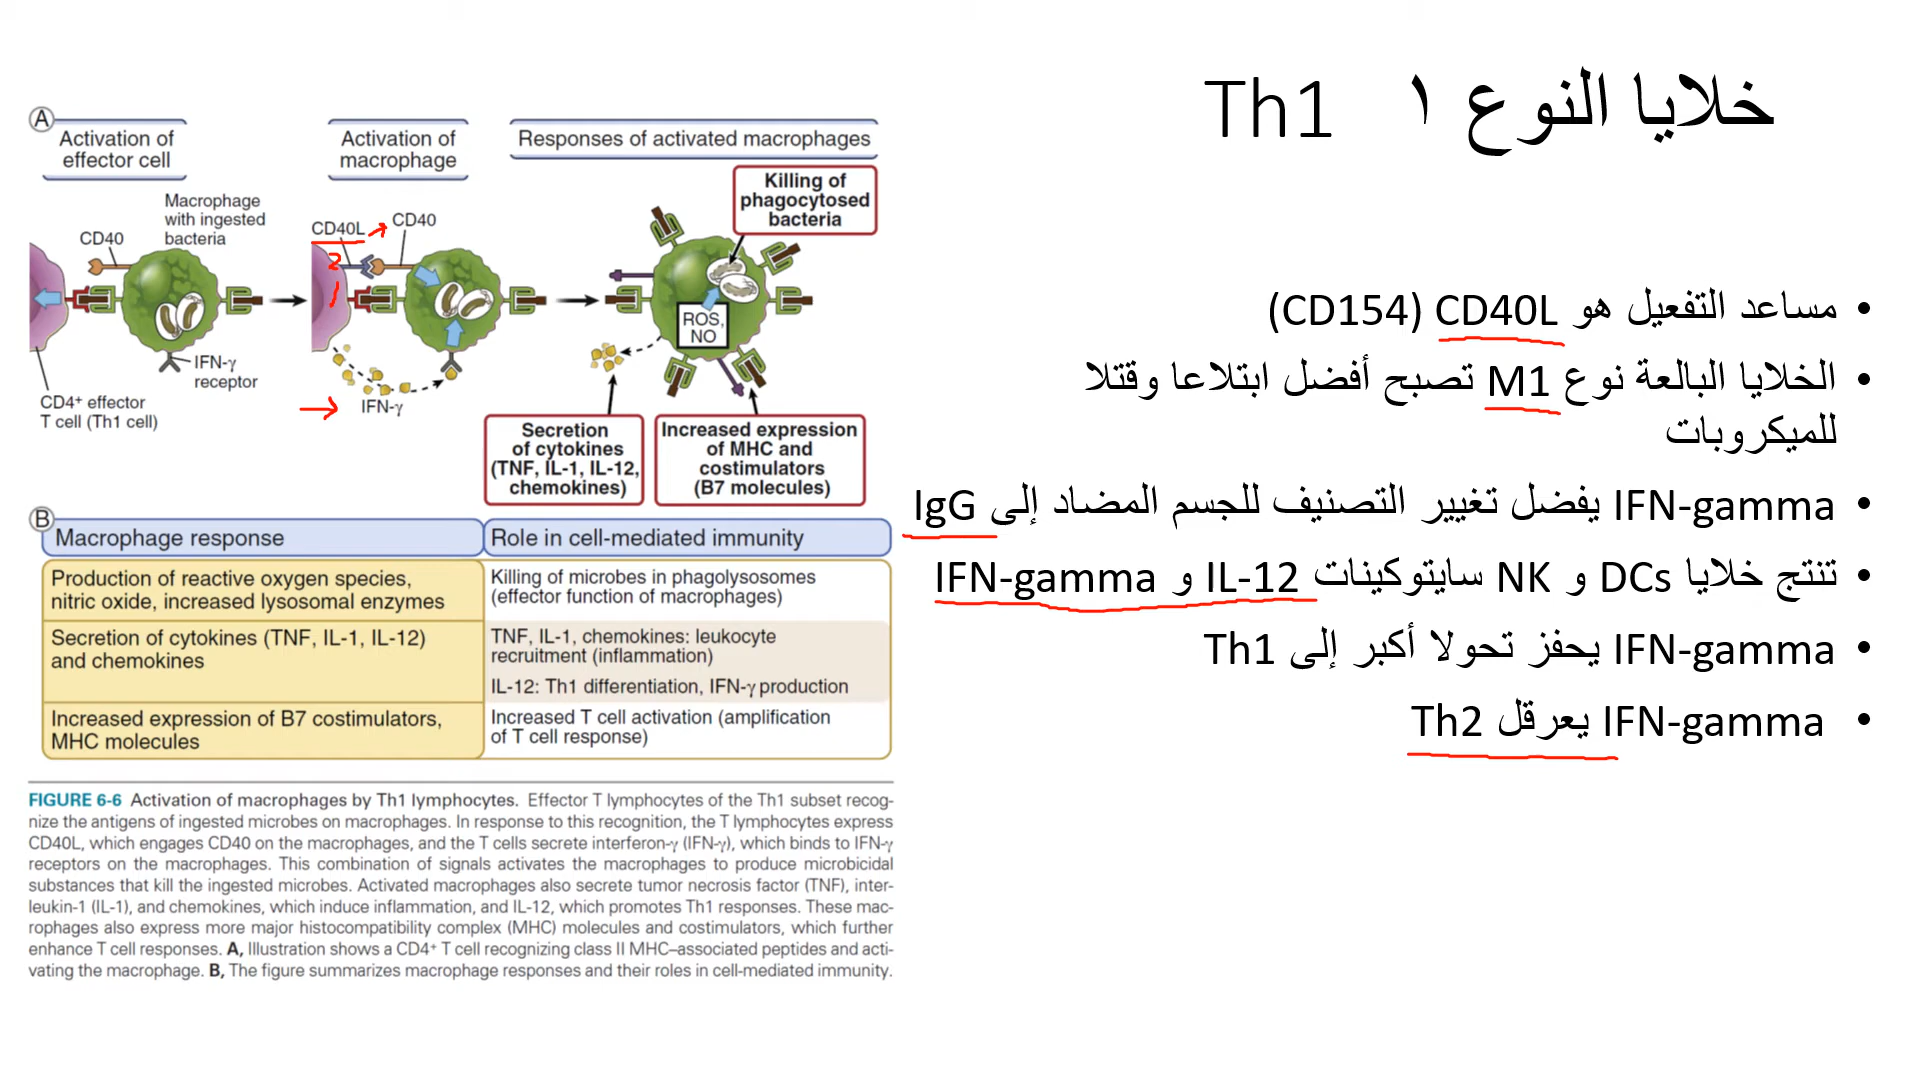 خلايا النوع ١ Th1
A
Activation of
effector cell
Activation of
macrophage
Responses of activated macrophages
Killing of
phagocytosed
bacteria
Macrophage
with ingested
bacteria
CD40
CD40L
CD40
2
1
ROS,
NO
IFN-γ
receptor
CD4+ effector
T cell (Th1 cell)
IFN-γ
Secretion
of cytokines
(TNF, IL-1, IL-12,
chemokines)
Increased expression
of MHC and
costimulators
(B7 molecules)
B
Macrophage response
Role in cell-mediated immunity
Production of reactive oxygen species,
nitric oxide, increased lysosomal enzymes
Killing of microbes in phagolysosomes
(effector function of macrophages)
Secretion of cytokines (TNF, IL-1, IL-12)
and chemokines
TNF, IL-1, chemokines: leukocyte
recruitment (inflammation)
IL-12: Th1 differentiation, IFN-γ production
Increased expression of B7 costimulators,
MHC molecules
Increased T cell activation (amplification
of T cell response)
FIGURE 6-6 Activation of macrophages by Th1 lymphocytes. Effector T lymphocytes of the Th1 subset recog-
nize the antigens of ingested microbes on macrophages. In response to this recognition, the T lymphocytes express
CD40L, which engages CD40 on the macrophages, and the T cells secrete interferon-γ (IFN-γ), which binds to IFN-γ
receptors on the macrophages. This combination of signals activates the macrophages to produce microbicidal
substances that kill the ingested microbes. Activated macrophages also secrete tumor necrosis factor (TNF), inter-
leukin-1 (IL-1), and chemokines, which induce inflammation, and IL-12, which promotes Th1 responses. These mac-
rophages also express more major histocompatibility complex (MHC) molecules and costimulators, which further
enhance T cell responses. A, Illustration shows a CD4+ T cell recognizing class II MHC–associated peptides and acti-
vating the macrophage. B, The figure summarizes macrophage responses and their roles in cell-mediated immunity.
• مساعد التفعيل هو CD40L (CD154)
• الخلايا البالعة نوع M1 تصبح أفضل ابتلاعا وقتلا
للميكروبات
• IFN-gamma يفضل تغيير التصنيف للجسم المضاد إلى IgG
• تنتج خلايا DCs و NK سايتوكينات IL-12 و IFN-gamma
• IFN-gamma يحفز تحولا أكبر إلى Th1
• IFN-gamma يعرقل Th2